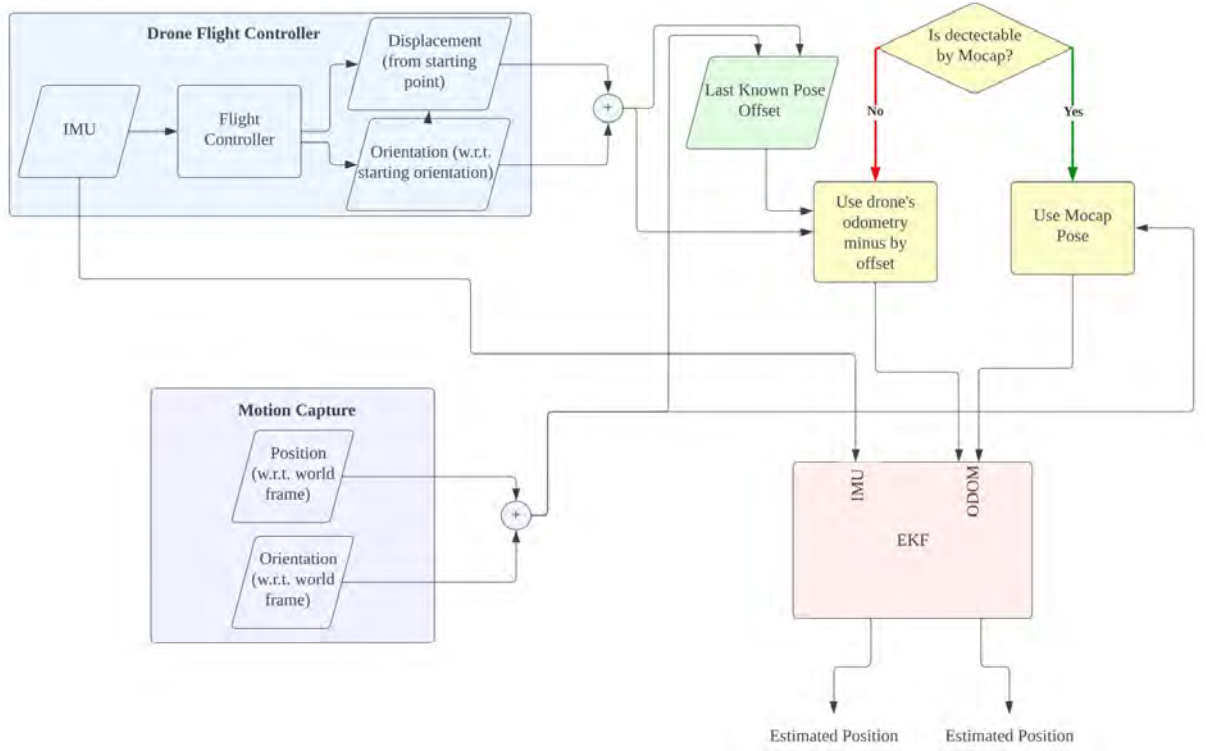 Drone Flight Controller
IMU
Flight
Controller
Displacement
(from starting
point)
Orientation (w.r.t.
starting orientation)
+
Last Known Pose
Offset
Is dectectable
by Mocap?
No
Yes
Use drone's
odometry
minus by
offset
Use Mocap
Pose
Motion Capture
Position
(w.r.t. world
frame)
Orientation
(w.r.t. world
frame)
+
IMU
ODOM
EKF
Estimated Position
Estimated Position